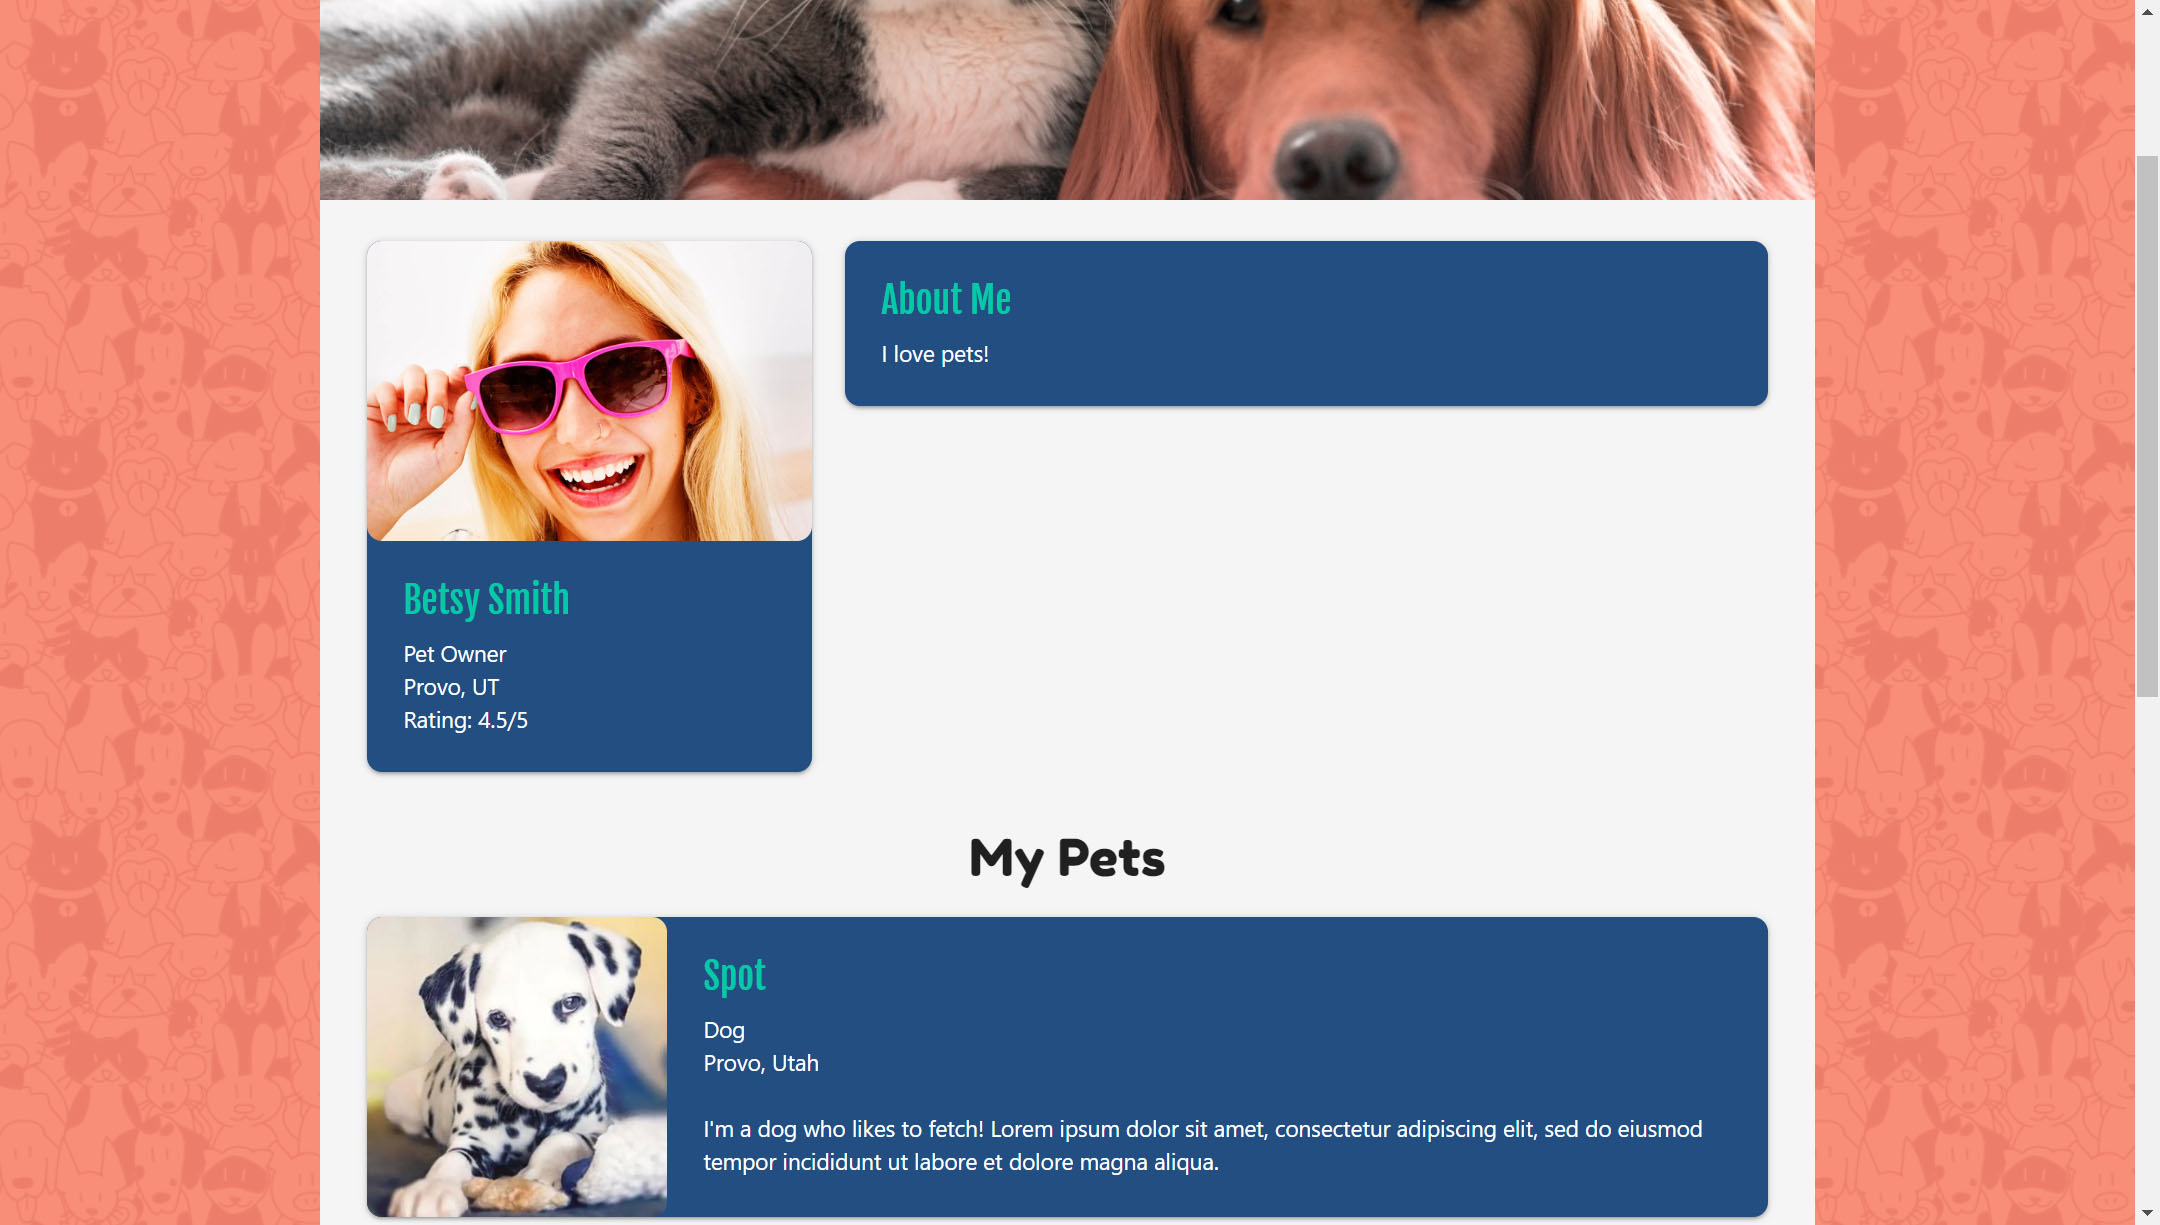 About Me
I love pets!
Betsy Smith
Pet Owner
Provo, UT
Rating: 4.5/5
My Pets
Spot
Dog
Provo, Utah
I'm a dog who likes to fetch! Lorem ipsum dolor sit amet, consectetur adipiscing elit, sed do eiusmod
tempor incididunt ut labore et dolore magna aliqua.